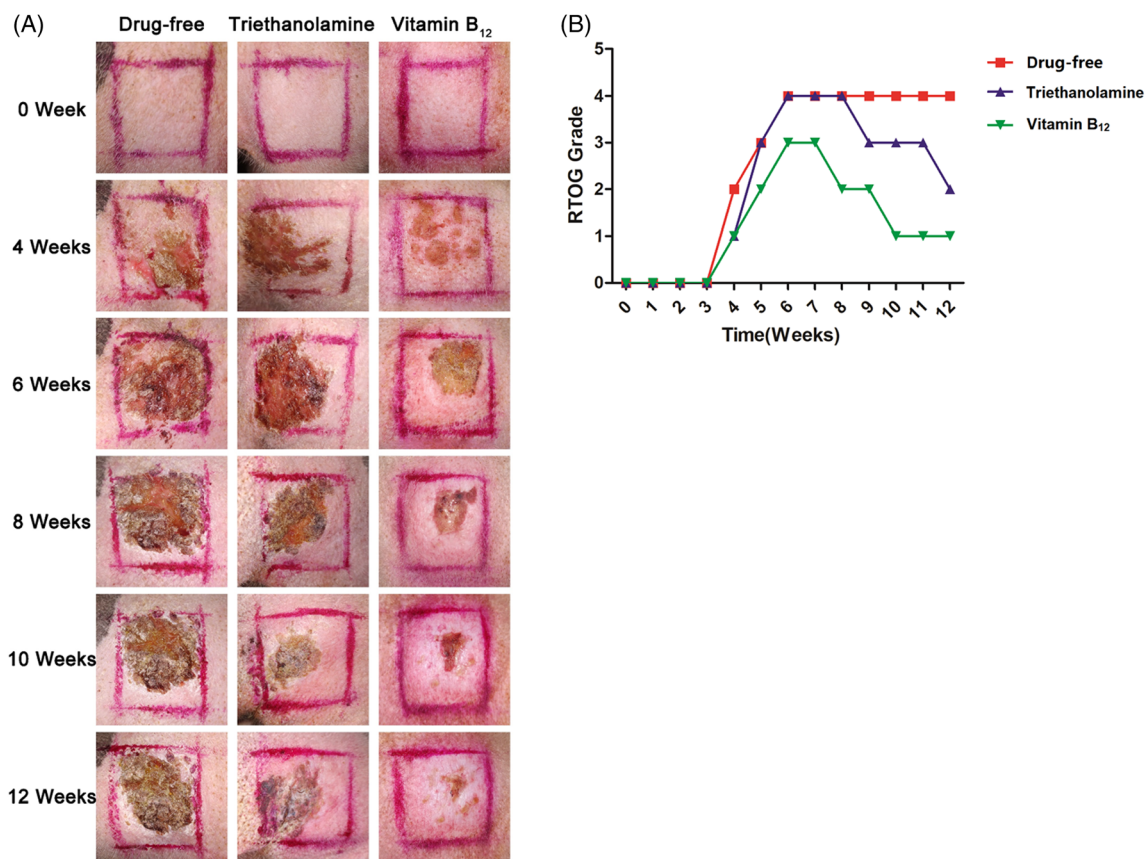 (A)
Drug-free Triethanolamine Vitamin B₁₂
0 Week
4 Weeks
6 Weeks
8 Weeks
10 Weeks
12 Weeks
(B)
5
4
3
2
1
0
RTOG Grade
0 1 2 3 4 5 6 7 8 9 10 11 12
Time(Weeks)
Drug-free
Triethanolamine
Vitamin B₁₂